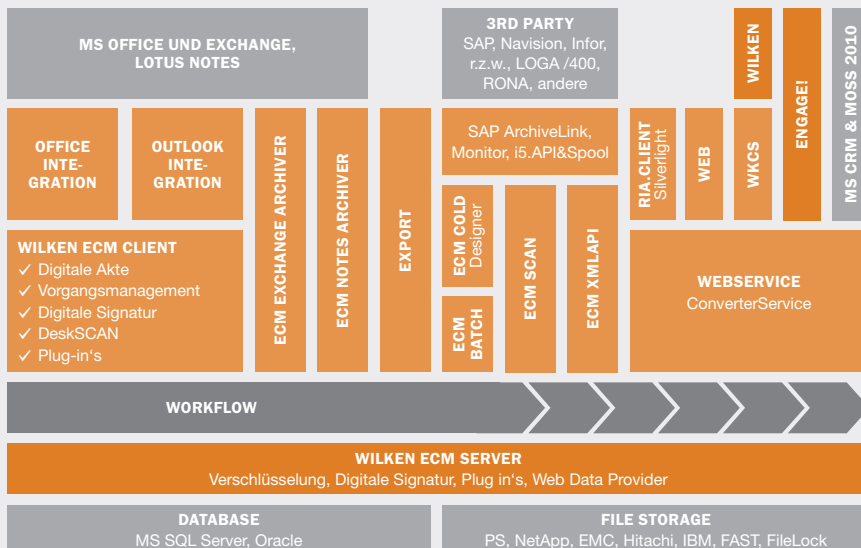 MS OFFICE UND EXCHANGE,
LOTUS NOTES
3RD PARTY
SAP, Navision, Infor,
r.z.w., LOGA /400,
RONA, andere
WILKEN
ENGAGE!
MS CRM & MOSS 2010
OFFICE
INTE-
GRATION
OUTLOOK
INTE-
GRATION
ECM EXCHANGE ARCHIVER
ECM NOTES ARCHIVER
EXPORT
SAP ArchiveLink,
Monitor, i5.API&Spool
RIA.CLIENT
Silverlight
WEB
WKCS
WILKEN ECM CLIENT
✓ Digitale Akte
✓ Vorgangsmanagement
✓ Digitale Signatur
✓ DeskSCAN
✓ Plug-in‘s
ECM COLD
Designer
ECM
BATCH
ECM SCAN
ECM XMLAPI
WEBSERVICE
ConverterService
WORKFLOW
WILKEN ECM SERVER
Verschlüsselung, Digitale Signatur, Plug in‘s, Web Data Provider
DATABASE
MS SQL Server, Oracle
FILE STORAGE
PS, NetApp, EMC, Hitachi, IBM, FAST, FileLock